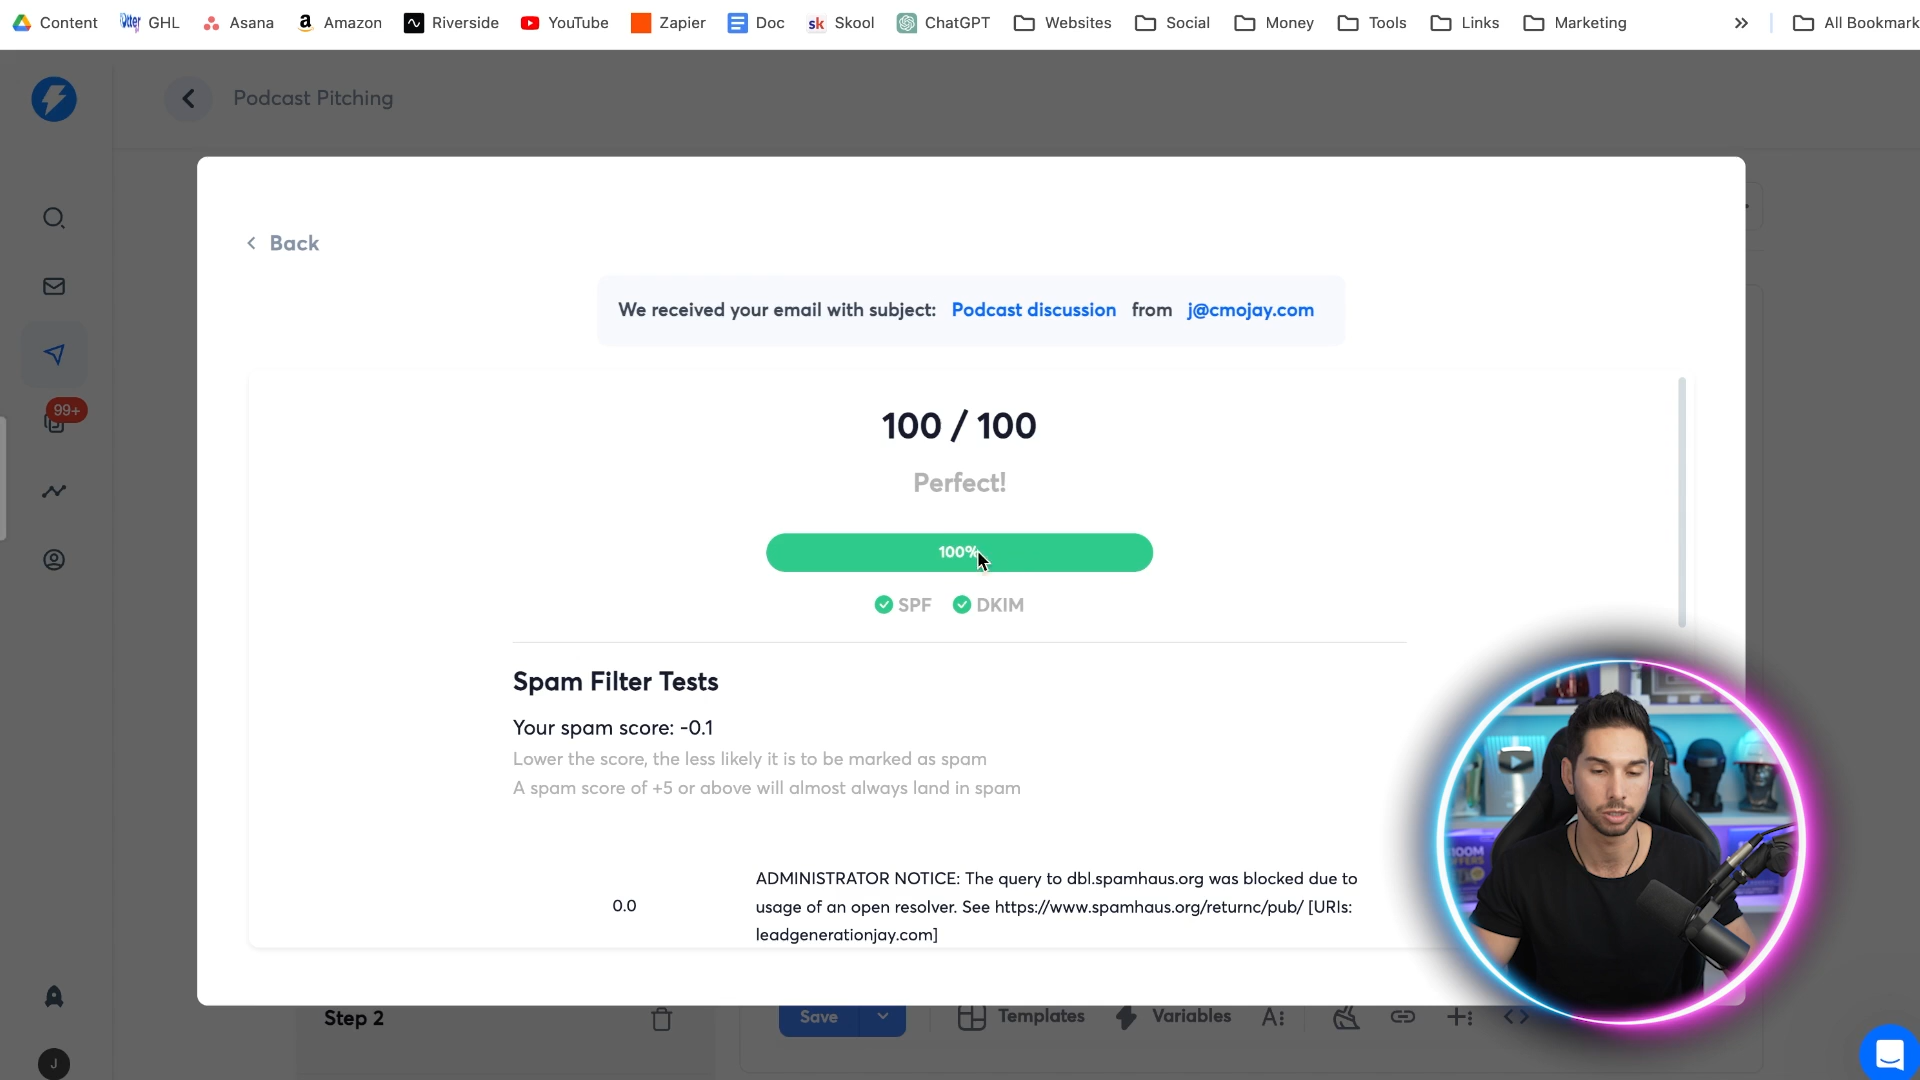 Content GHL Asana Amazon Riverside YouTube Zapier Doc Skool ChatGPT Websites Social Money Tools Links Marketing » All Bookmark
Podcast Pitching
Back
We received your email with subject: Podcast discussion from j@cmojay.com
99+
100 / 100
Perfect!
100%
SPF DKIM
Spam Filter Tests
Your spam score: -0.1
Lower the score, the less likely it is to be marked as spam
A spam score of +5 or above will almost always land in spam
0.0
ADMINISTRATOR NOTICE: The query to dbl.spamhaus.org was blocked due to
usage of an open resolver. See https://www.spamhaus.org/returnc/pub/ [URIs:
leadgenerationjay.com]
Step 2
Save Templates Variables
J